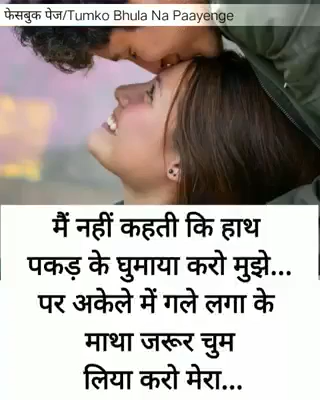 फेसबुक पेज/Tumko Bhula Na Paayenge
मैं नहीं कहती कि हाथ
पकड़ के घुमाया करो मुझे...
पर अकेले में गले लगा के
माथा जरूर चुम
लिया करो मेरा...